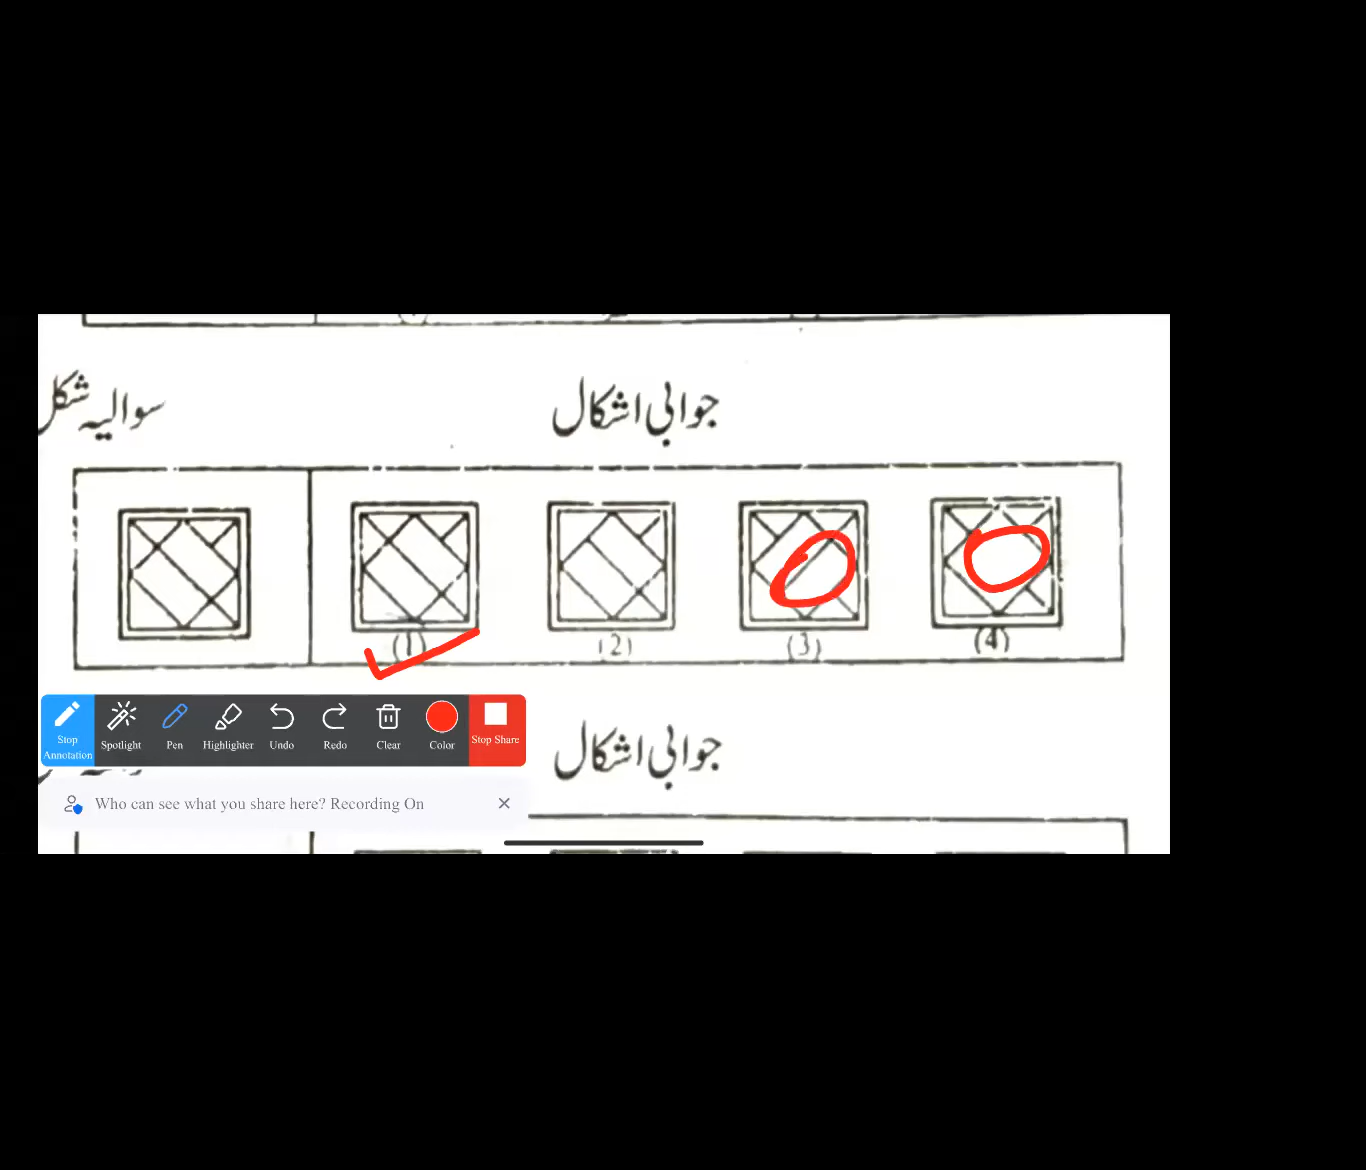 سوالیہ شکل
جوابی اشکال
(1) (2) (3) (4)
Stop Annotation
Spotlight
Pen
Highlighter
Undo
Redo
Clear
Color
Stop Share
جوابی اشکال
Who can see what you share here? Recording On